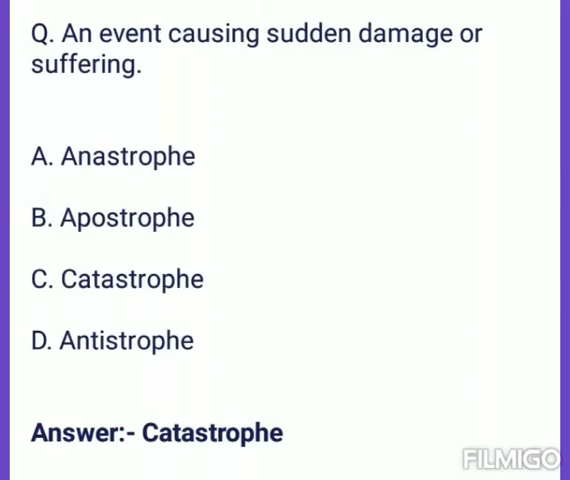 Q. An event causing sudden damage or
suffering.
A. Anastrophe
B. Apostrophe
C. Catastrophe
D. Antistrophe
Answer:- Catastrophe
FILMIGO